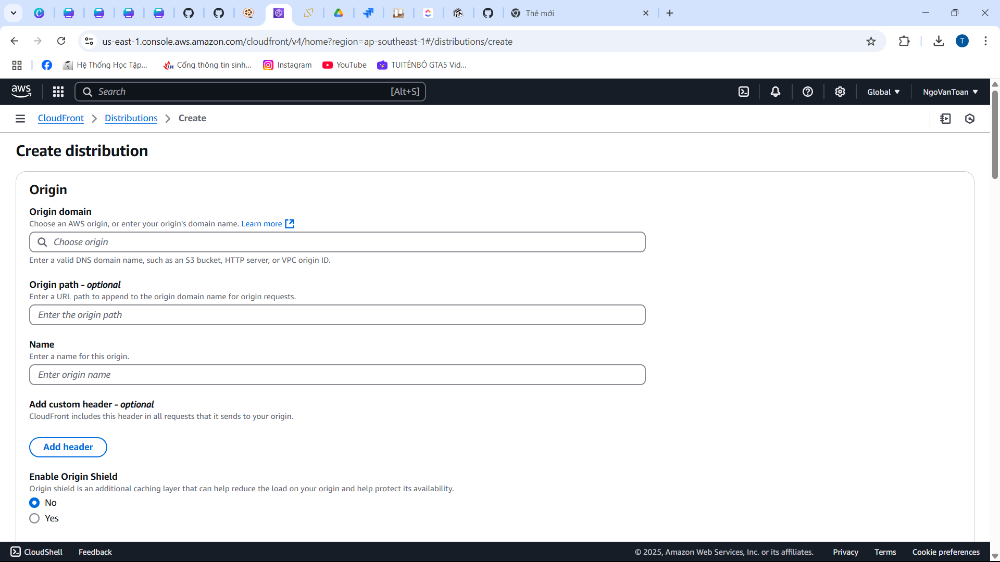 Thẻ mới
us-east-1.console.aws.amazon.com/cloudfront/v4/home?region=ap-southeast-1#/distributions/create
T
Hệ Thống Học Tập...
Cổng thông tin sinh...
Instagram
YouTube
TUITÊNBÔ GTA5 Vid...
aws
Search
[Alt+S]
Global
NgoVanToan
CloudFront
Distributions
Create
Create distribution
Origin
Origin domain
Choose an AWS origin, or enter your origin's domain name. Learn more
Choose origin
Enter a valid DNS domain name, such as an S3 bucket, HTTP server, or VPC origin ID.
Origin path - optional
Enter a URL path to append to the origin domain name for origin requests.
Enter the origin path
Name
Enter a name for this origin.
Enter origin name
Add custom header - optional
CloudFront includes this header in all requests that it sends to your origin.
Add header
Enable Origin Shield
Origin shield is an additional caching layer that can help reduce the load on your origin and help protect its availability.
No
Yes
CloudShell
Feedback
© 2025, Amazon Web Services, Inc. or its affiliates.
Privacy
Terms
Cookie preferences